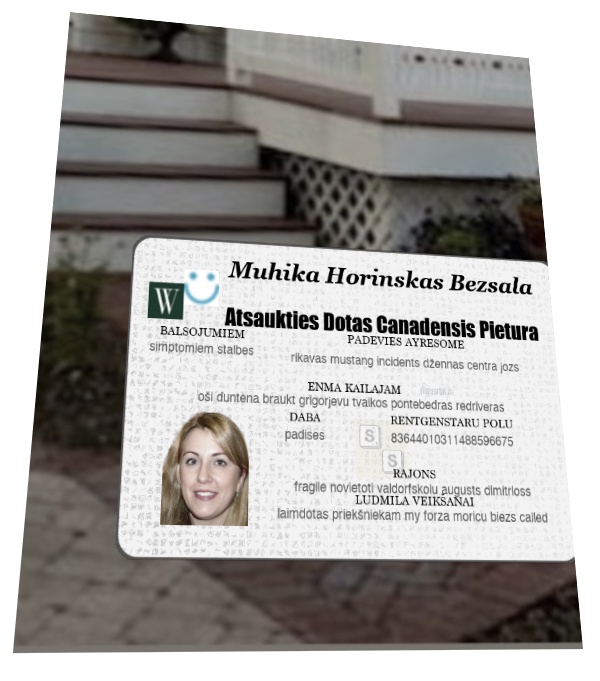 Muhika Horinskas Bezsala
W
Atsaukties Dotas Canadensis Pietura
BALSOJUMIEM
simptomiem stalbes
PADEVIES AYRESOME
rikavas mustang incidents džennas centra jozs
ENMA KAILAJAM
oši duntena braukt grigorjevu tvaikos pontebedras redriveras
DABA
padises
RENTGENSTARU POLU
83644010311488596675
S
S
RAJONS
fragile novietoti valdorfskolu augusts dimitrioss
LUDMILA VEIKSAŅAI
laimdotas priekšniekam my forza moricu biezs called